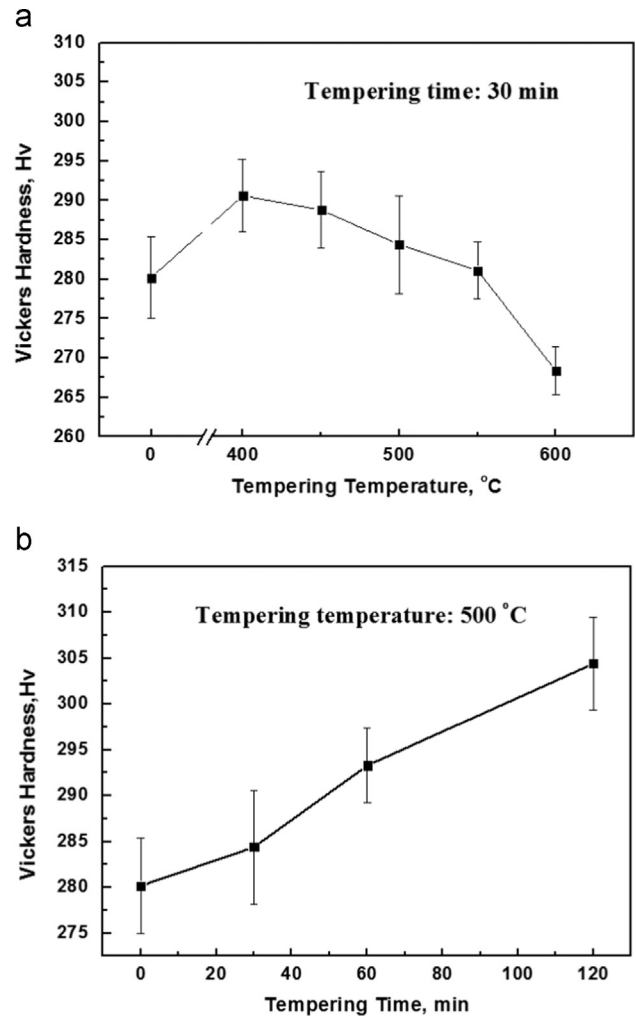 a
310
305
300
295
290
285
280
275
270
265
260
Vickers Hardness, Hv
Tempering time: 30 min
0 400 500 600
Tempering Temperature, °C
b
315
310
305
300
295
290
285
280
275
Vickers Hardness,Hv
Tempering temperature: 500 °C
0 20 40 60 80 100 120
Tempering Time, min